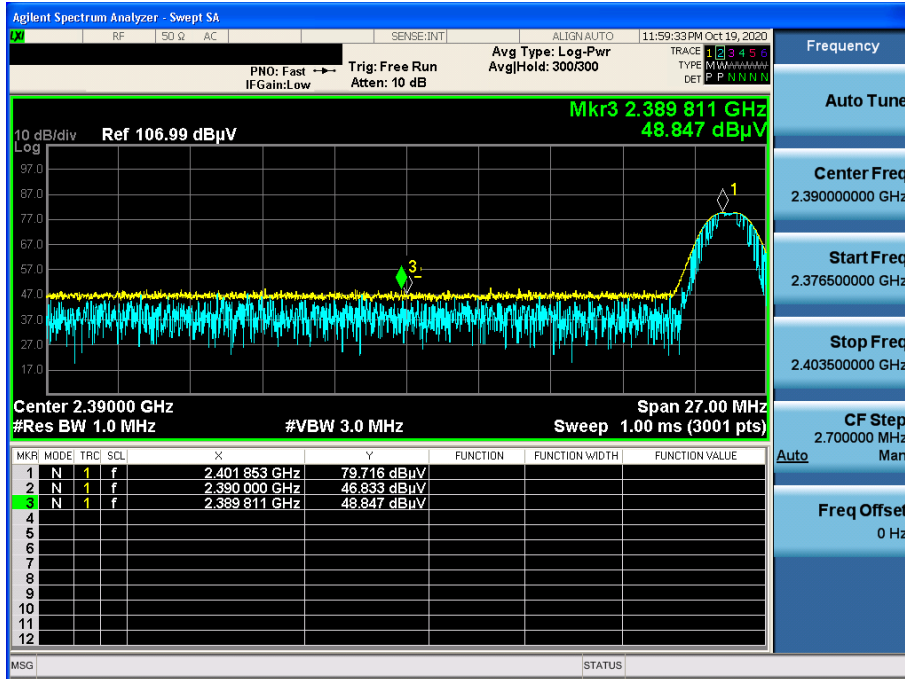 Agilent Spectrum Analyzer - Swept SA
LXI RF 50 Ω AC SENSE:INT ALIGN AUTO 11:59:33 PM Oct 19, 2020
PNO: Fast
IFGain:Low
Trig: Free Run
Atten: 10 dB
Avg Type: Log-Pwr
Avg|Hold: 300/300
TRACE 1 2 3 4 5 6
TYPE M W
DET P P N N N N
Mkr3 2.389 811 GHz
48.847 dBµV
10 dB/div Ref 106.99 dBµV
Log
97.0
87.0
77.0
67.0
57.0
47.0
37.0
27.0
17.0
1
3
Center 2.39000 GHz Span 27.00 MHz
#Res BW 1.0 MHz #VBW 3.0 MHz Sweep 1.00 ms (3001 pts)
MKR MODE TRC SCL X Y FUNCTION FUNCTION WIDTH FUNCTION VALUE
1 N 1 f 2.401 853 GHz 79.716 dBµV
2 N 1 f 2.390 000 GHz 46.833 dBµV
3 N 1 f 2.389 811 GHz 48.847 dBµV
4
5
6
7
8
9
10
11
12
MSG STATUS
Frequency
Auto Tune
Center Freq
2.390000000 GHz
Start Freq
2.376500000 GHz
Stop Freq
2.403500000 GHz
CF Step
2.700000 MHz
Auto Man
Freq Offset
0 Hz